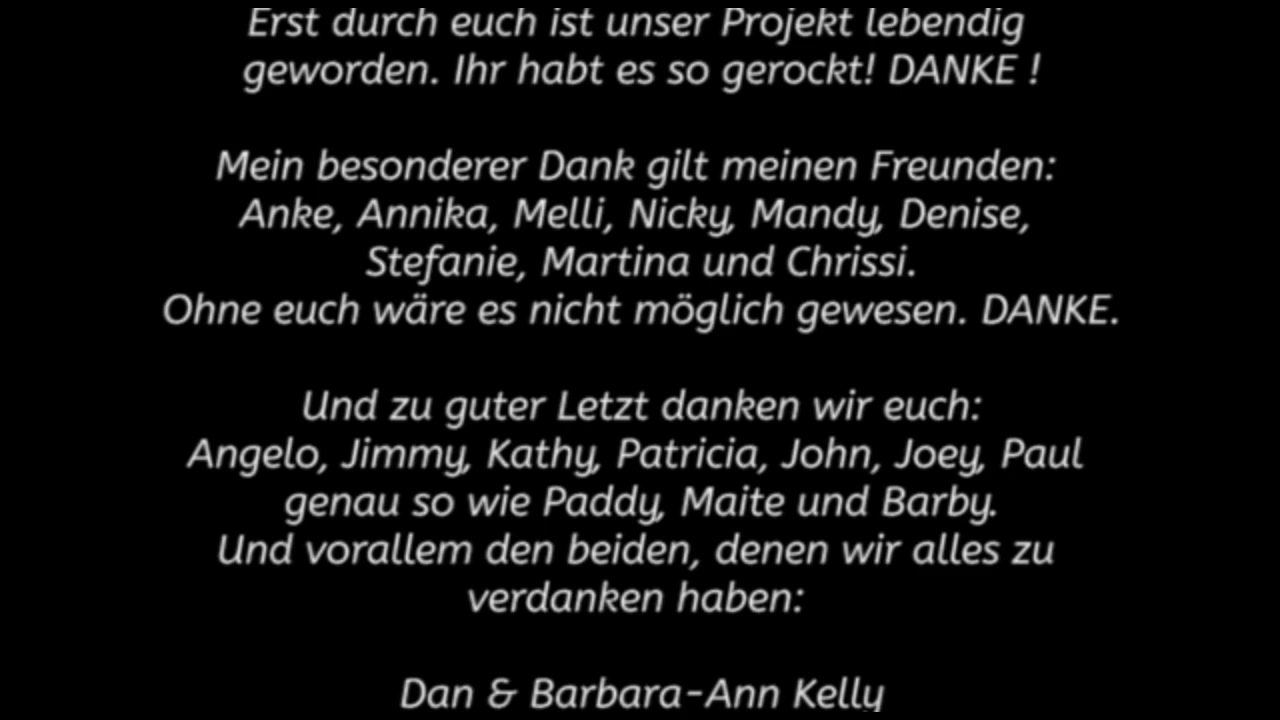 Erst durch euch ist unser Projekt lebendig
geworden. Ihr habt es so gerockt! DANKE !
Mein besonderer Dank gilt meinen Freunden:
Anke, Annika, Melli, Nicky, Mandy, Denise,
Stefanie, Martina und Chrissi.
Ohne euch wäre es nicht möglich gewesen. DANKE.
Und zu guter Letzt danken wir euch:
Angelo, Jimmy, Kathy, Patricia, John, Joey, Paul
genau so wie Paddy, Maite und Barby.
Und vorallem den beiden, denen wir alles zu
verdanken haben:
Dan & Barbara-Ann Kelly